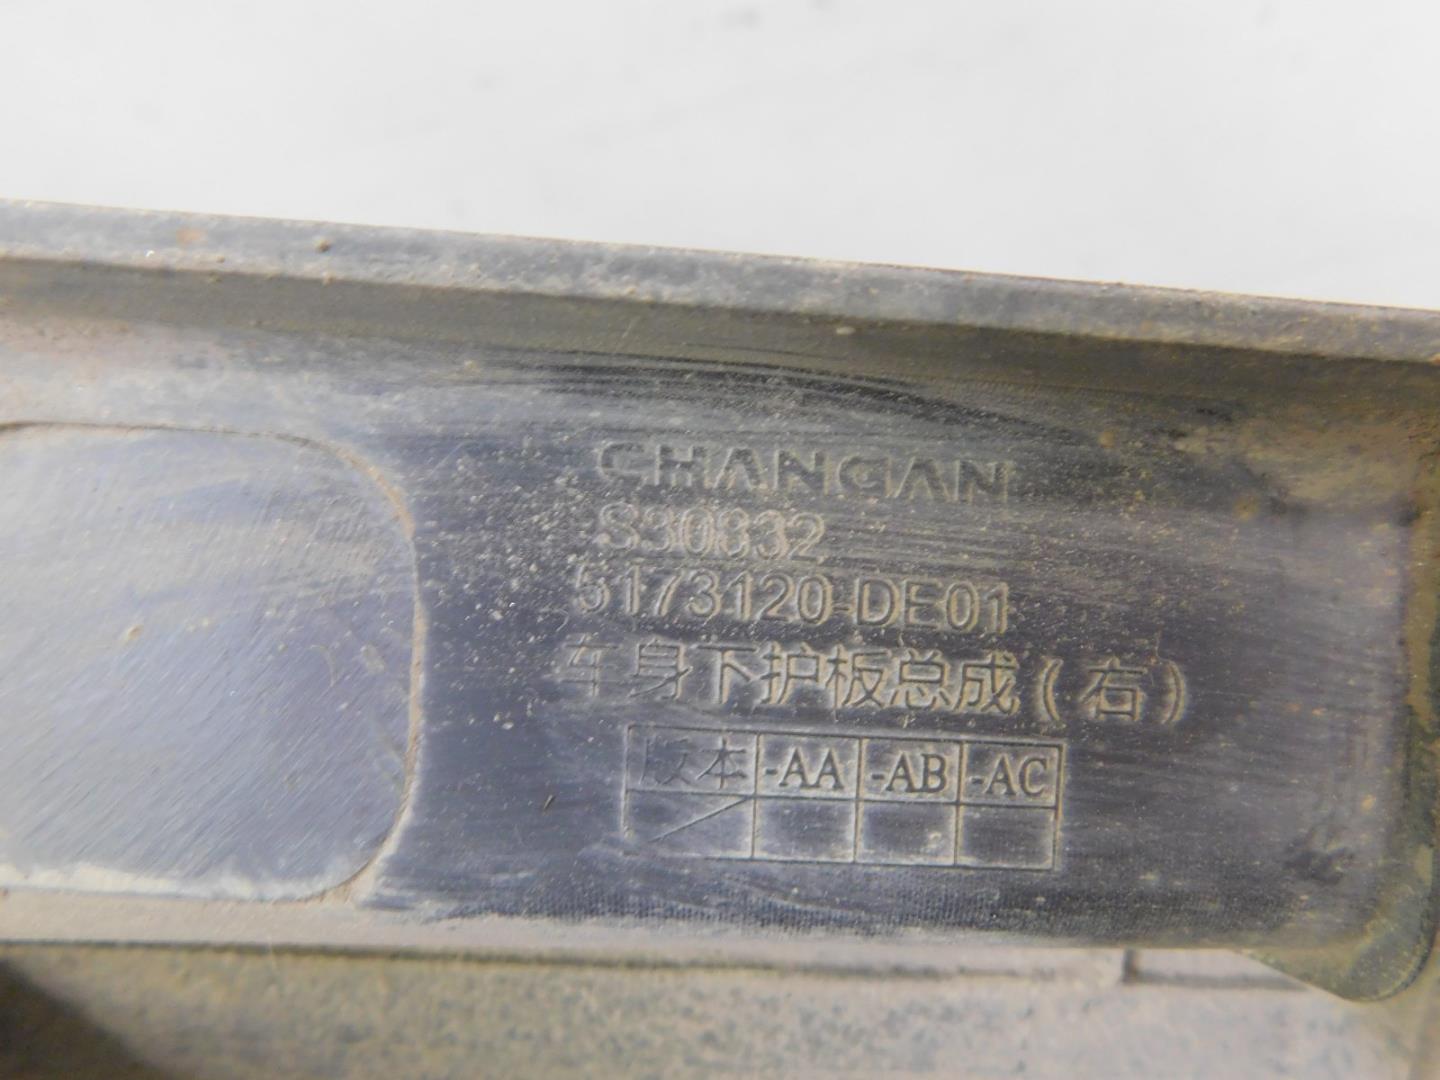 CHANGAN
S30832
5173120-DE01
车身下护板总成(右)
版本 -AA -AB -AC